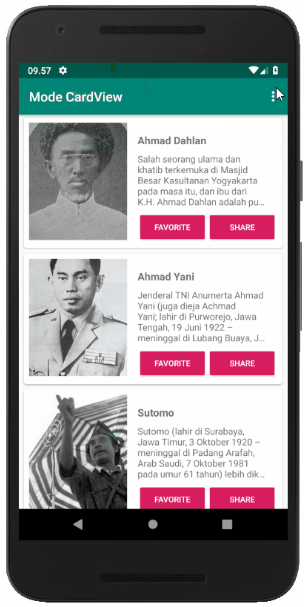 09.57
Mode CardView
Ahmad Dahlan
Salah seorang ulama dan
khatib terkemuka di Masjid
Besar Kasultanan Yogyakarta
pada masa itu, dan ibu dari
K.H. Ahmad Dahlan adalah pu...
FAVORITE SHARE
Ahmad Yani
Jenderal TNI Anumerta Ahmad
Yani (juga dieja Achmad
Yani; lahir di Purworejo, Jawa
Tengah, 19 Juni 1922 –
meninggal di Lubang Buaya, J...
FAVORITE SHARE
Sutomo
Sutomo (lahir di Surabaya,
Jawa Timur, 3 Oktober 1920 –
meninggal di Padang Arafah,
Arab Saudi, 7 Oktober 1981
pada umur 61 tahun) lebih dik...
FAVORITE SHARE